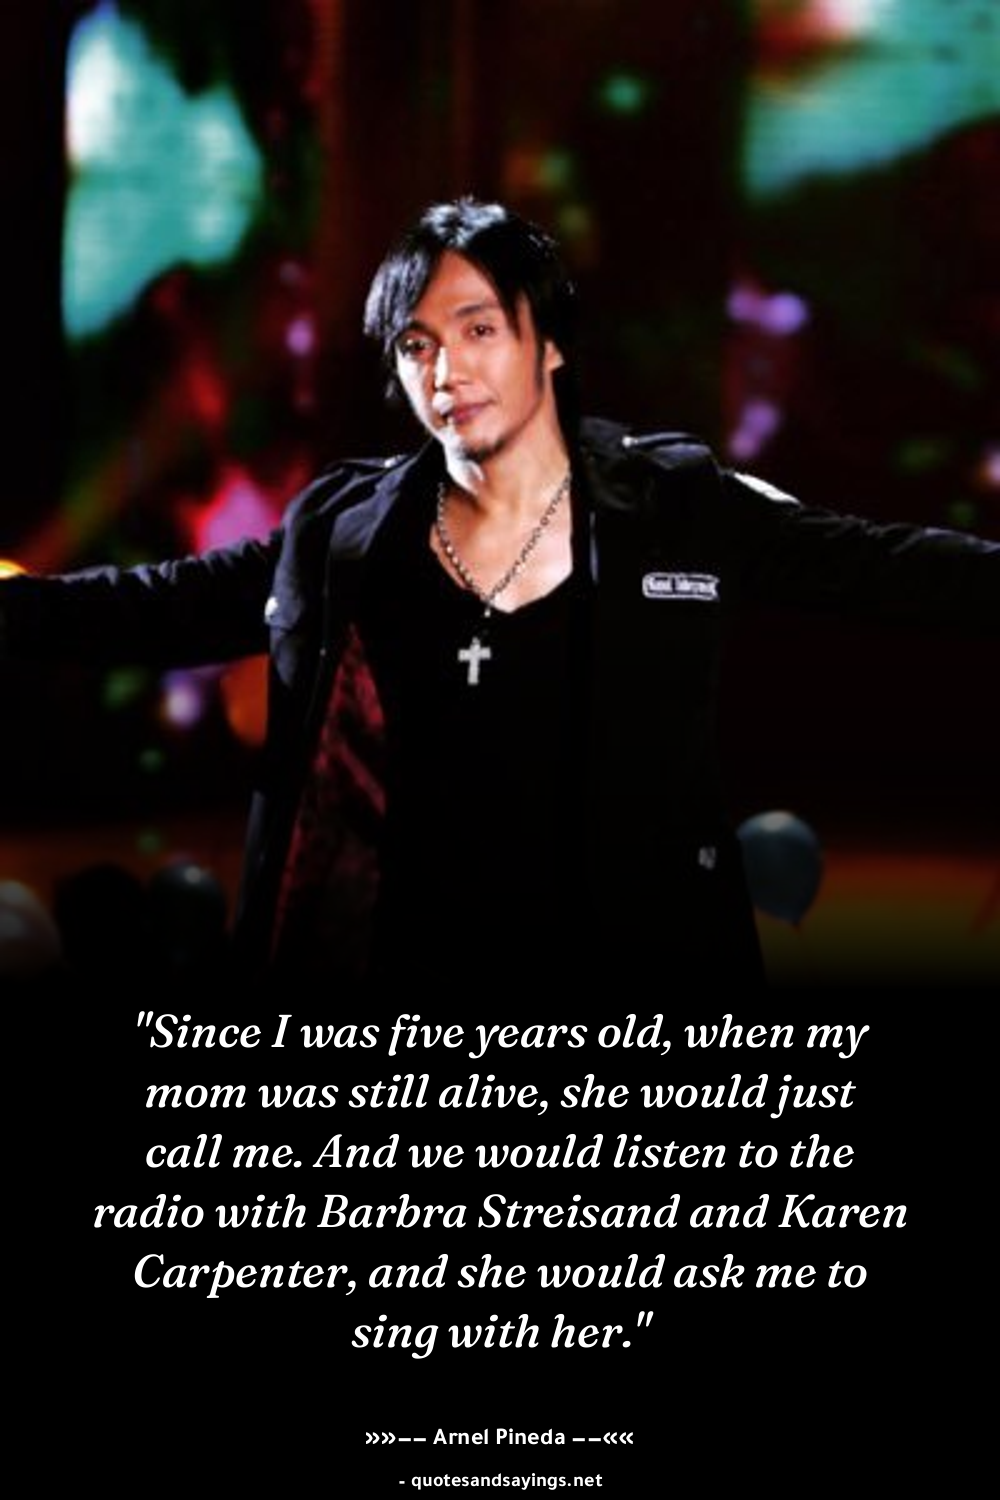 "Since I was five years old, when my
mom was still alive, she would just
call me. And we would listen to the
radio with Barbra Streisand and Karen
Carpenter, and she would ask me to
sing with her."
»»−− Arnel Pineda −−««
- quotesandsayings.net